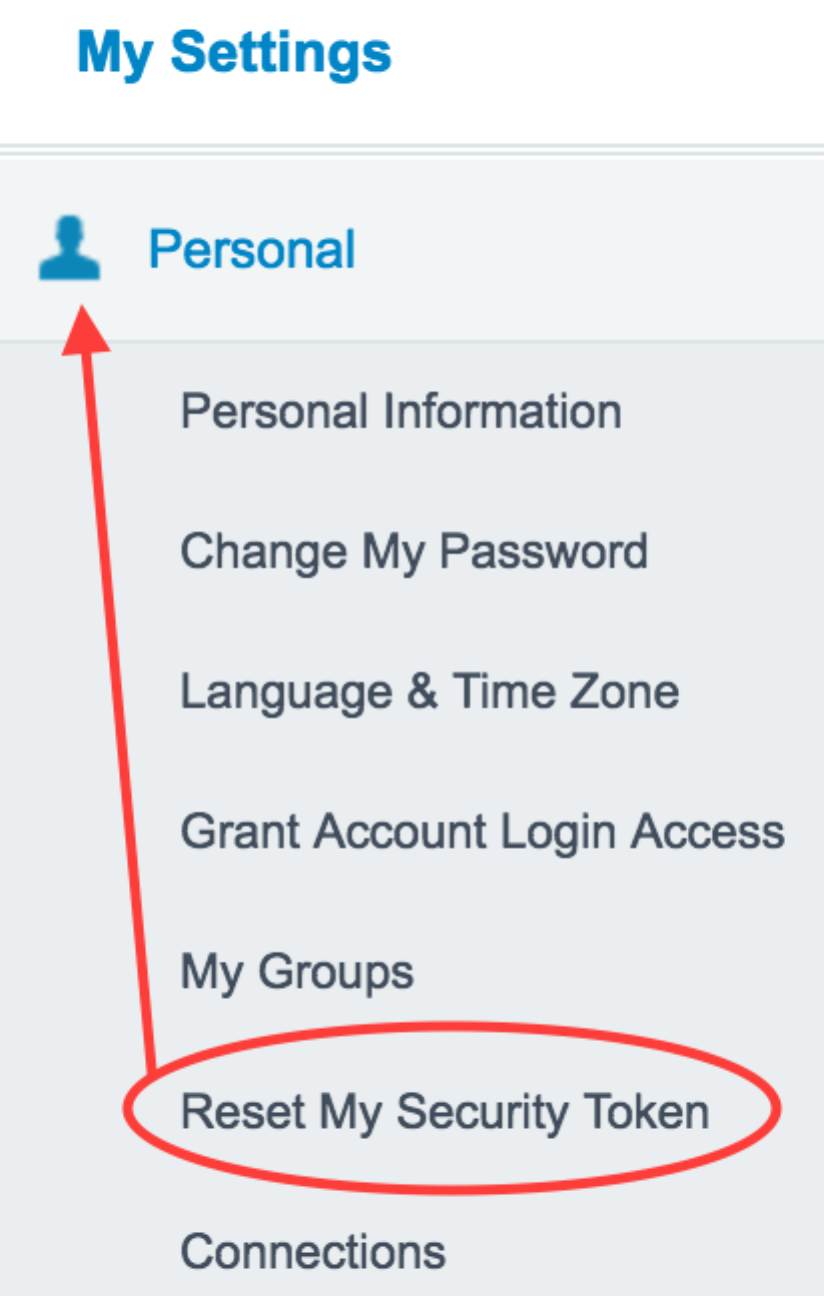 My Settings
Personal
Personal Information
Change My Password
Language & Time Zone
Grant Account Login Access
My Groups
Reset My Security Token
Connections